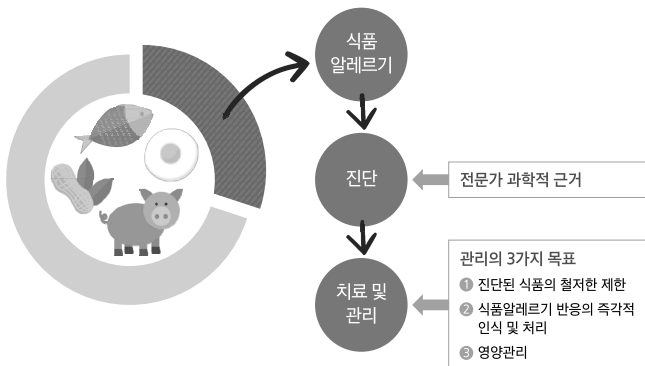 식품
알레르기
진단
전문가 과학적 근거
치료 및
관리
관리의 3가지 목표
1 진단된 식품의 철저한 제한
2 식품알레르기 반응의 즉각적
인식 및 처리
3 영양관리